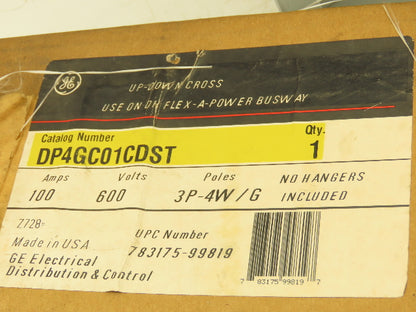 GE
UP-DOWN CROSS
USE ON DH FLEX-A-POWER BUSWAY
Catalog Number Qty.
DP4GC01CDST 1
Amps Volts Poles NO HANGERS
100 600 3P-4W/G INCLUDED
Z728-
Made in USA UPC Number
GE Electrical 783175-99819
Distribution & Control
7 83175 99819 7